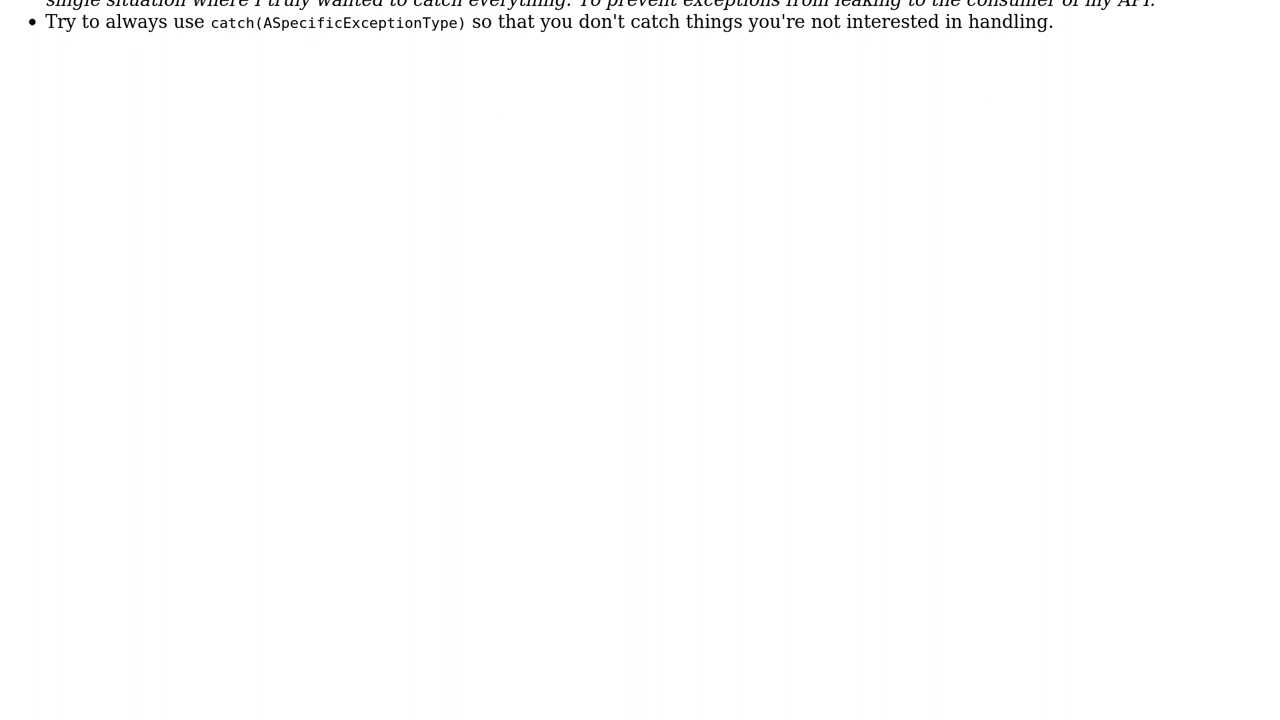 single situation where I truly wanted to catch everything. To prevent exceptions from leaking to the consumer of my API.
• Try to always use catch(ASpecificExceptionType) so that you don't catch things you're not interested in handling.